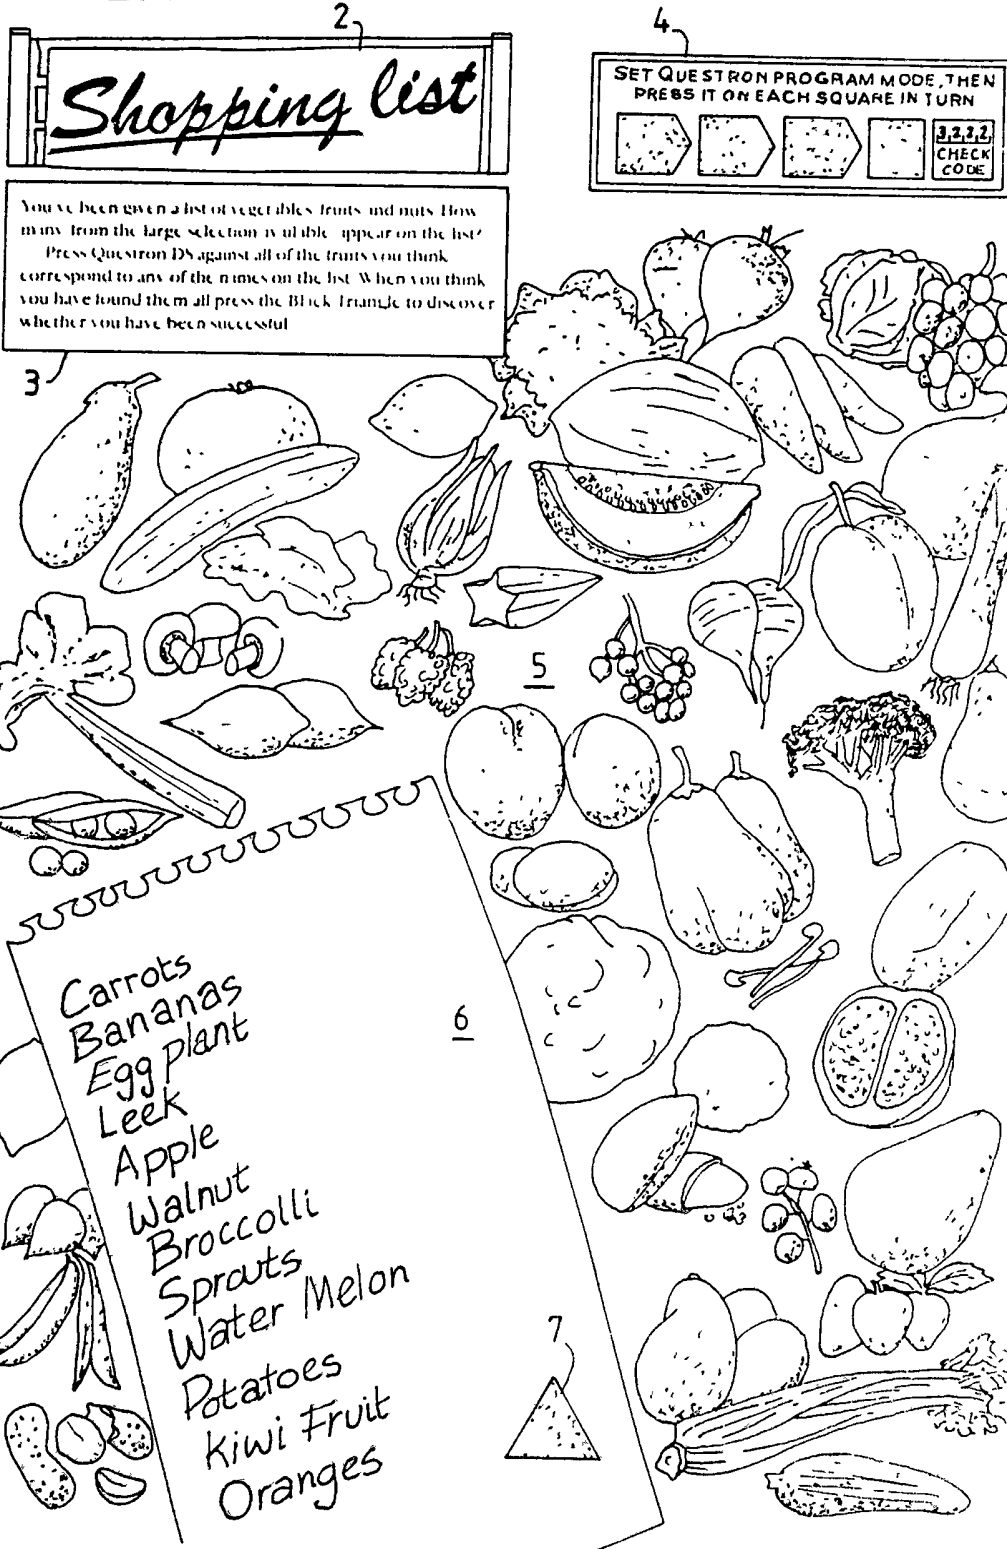 2
Shopping list
4
SET QUESTRON PROGRAM MODE, THEN
PRESS IT ON EACH SQUARE IN TURN
3,2,2,2,
CHECK
CODE
You've been given a list of vegetables fruits and nuts. How
many from the large selection available appear on the list?
Press Questron DS against all of the fruits you think
correspond to any of the names on the list. When you think
you have found them all press the Black Triangle to discover
whether you have been successful
3
5
6
Carrots
Bananas
Egg plant
Leek
Apple
Walnut
Broccolli
Sprouts
Water Melon
Potatoes
Kiwi Fruit
Oranges
7